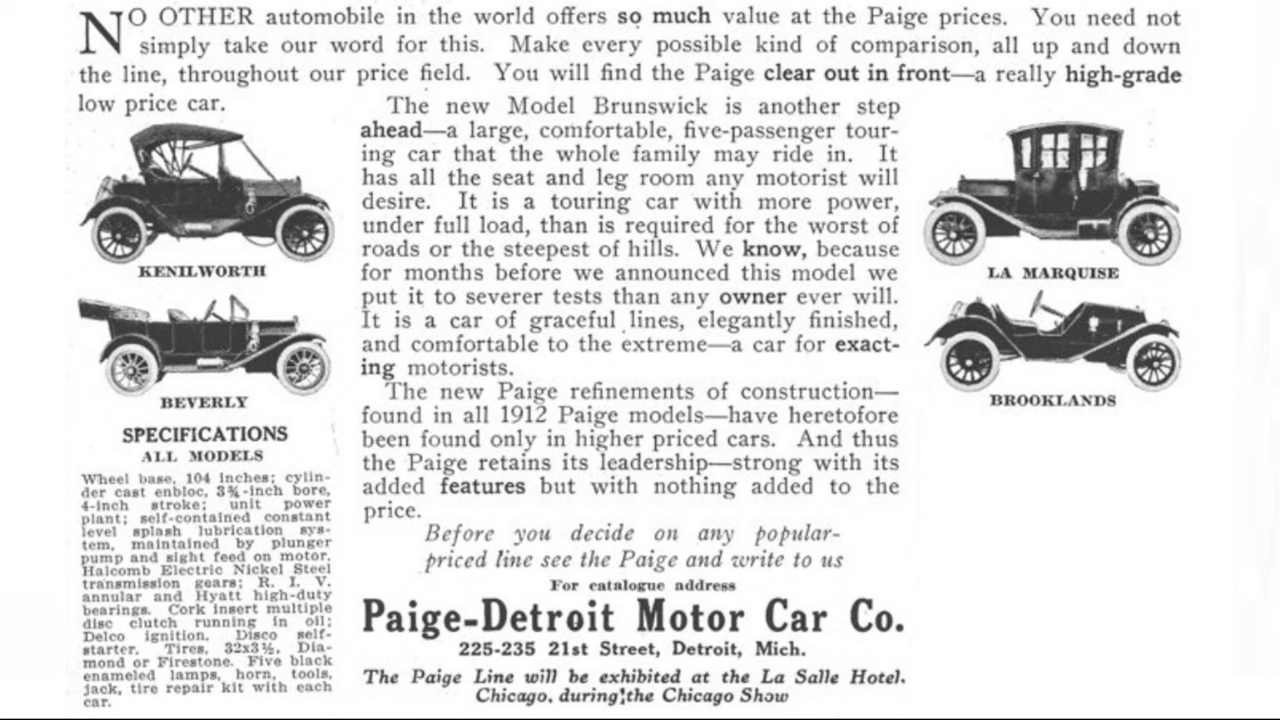 NO OTHER automobile in the world offers so much value at the Paige prices. You need not
simply take our word for this. Make every possible kind of comparison, all up and down
the line, throughout our price field. You will find the Paige clear out in front—a really high-grade
low price car.
KENILWORTH
BEVERLY
SPECIFICATIONS
ALL MODELS
Wheel base, 104 inches; cylin-
der cast enbloc, 3¾-inch bore,
4-inch stroke; unit power
plant; self-contained constant
level splash lubrication sys-
tem, maintained by plunger
pump and sight feed on motor.
Halcomb Electric Nickel Steel
transmission gears; R. I. V.
annular and Hyatt high-duty
bearings. Cork insert multiple
disc clutch running in oil;
Delco ignition. Disco self-
starter. Tires, 32x3½, Dia-
mond or Firestone. Five black
enameled lamps, horn, tools,
jack, tire repair kit with each
car.
The new Model Brunswick is another step
ahead—a large, comfortable, five-passenger tour-
ing car that the whole family may ride in. It
has all the seat and leg room any motorist will
desire. It is a touring car with more power,
under full load, than is required for the worst of
roads or the steepest of hills. We know, because
for months before we announced this model we
put it to severer tests than any owner ever will.
It is a car of graceful lines, elegantly finished,
and comfortable to the extreme—a car for exact-
ing motorists.
The new Paige refinements of construction—
found in all 1912 Paige models—have heretofore
been found only in higher priced cars. And thus
the Paige retains its leadership—strong with its
added features but with nothing added to the
price.
Before you decide on any popular-
priced line see the Paige and write to us
For catalogue address
Paige-Detroit Motor Car Co.
225-235 21st Street, Detroit, Mich.
The Paige Line will be exhibited at the La Salle Hotel.
Chicago, during the Chicago Show
LA MARQUISE
BROOKLANDS